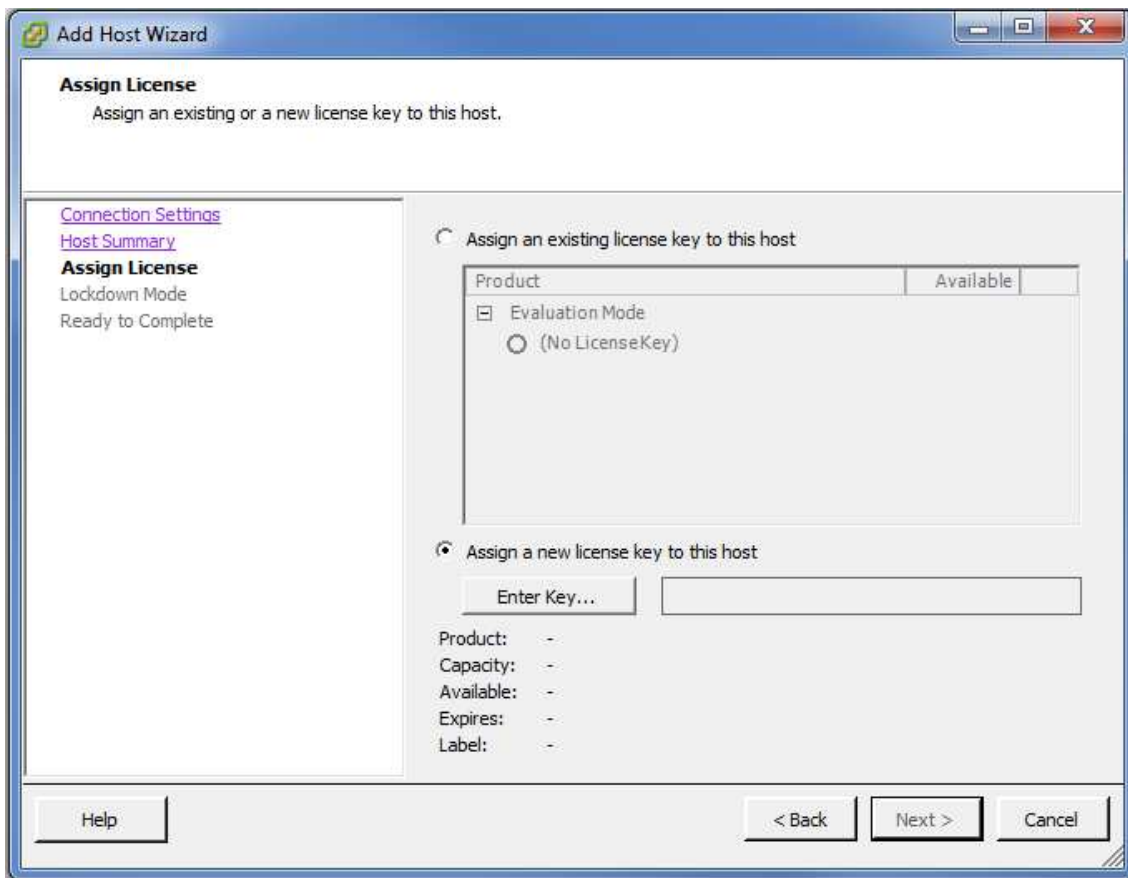 Add Host Wizard
Assign License
Assign an existing or a new license key to this host.
Connection Settings
Host Summary
Assign License
Lockdown Mode
Ready to Complete
Assign an existing license key to this host
Product Available
Evaluation Mode
(No License Key)
Assign a new license key to this host
Enter Key...
Product: -
Capacity: -
Available: -
Expires: -
Label: -
Help
< Back
Next >
Cancel